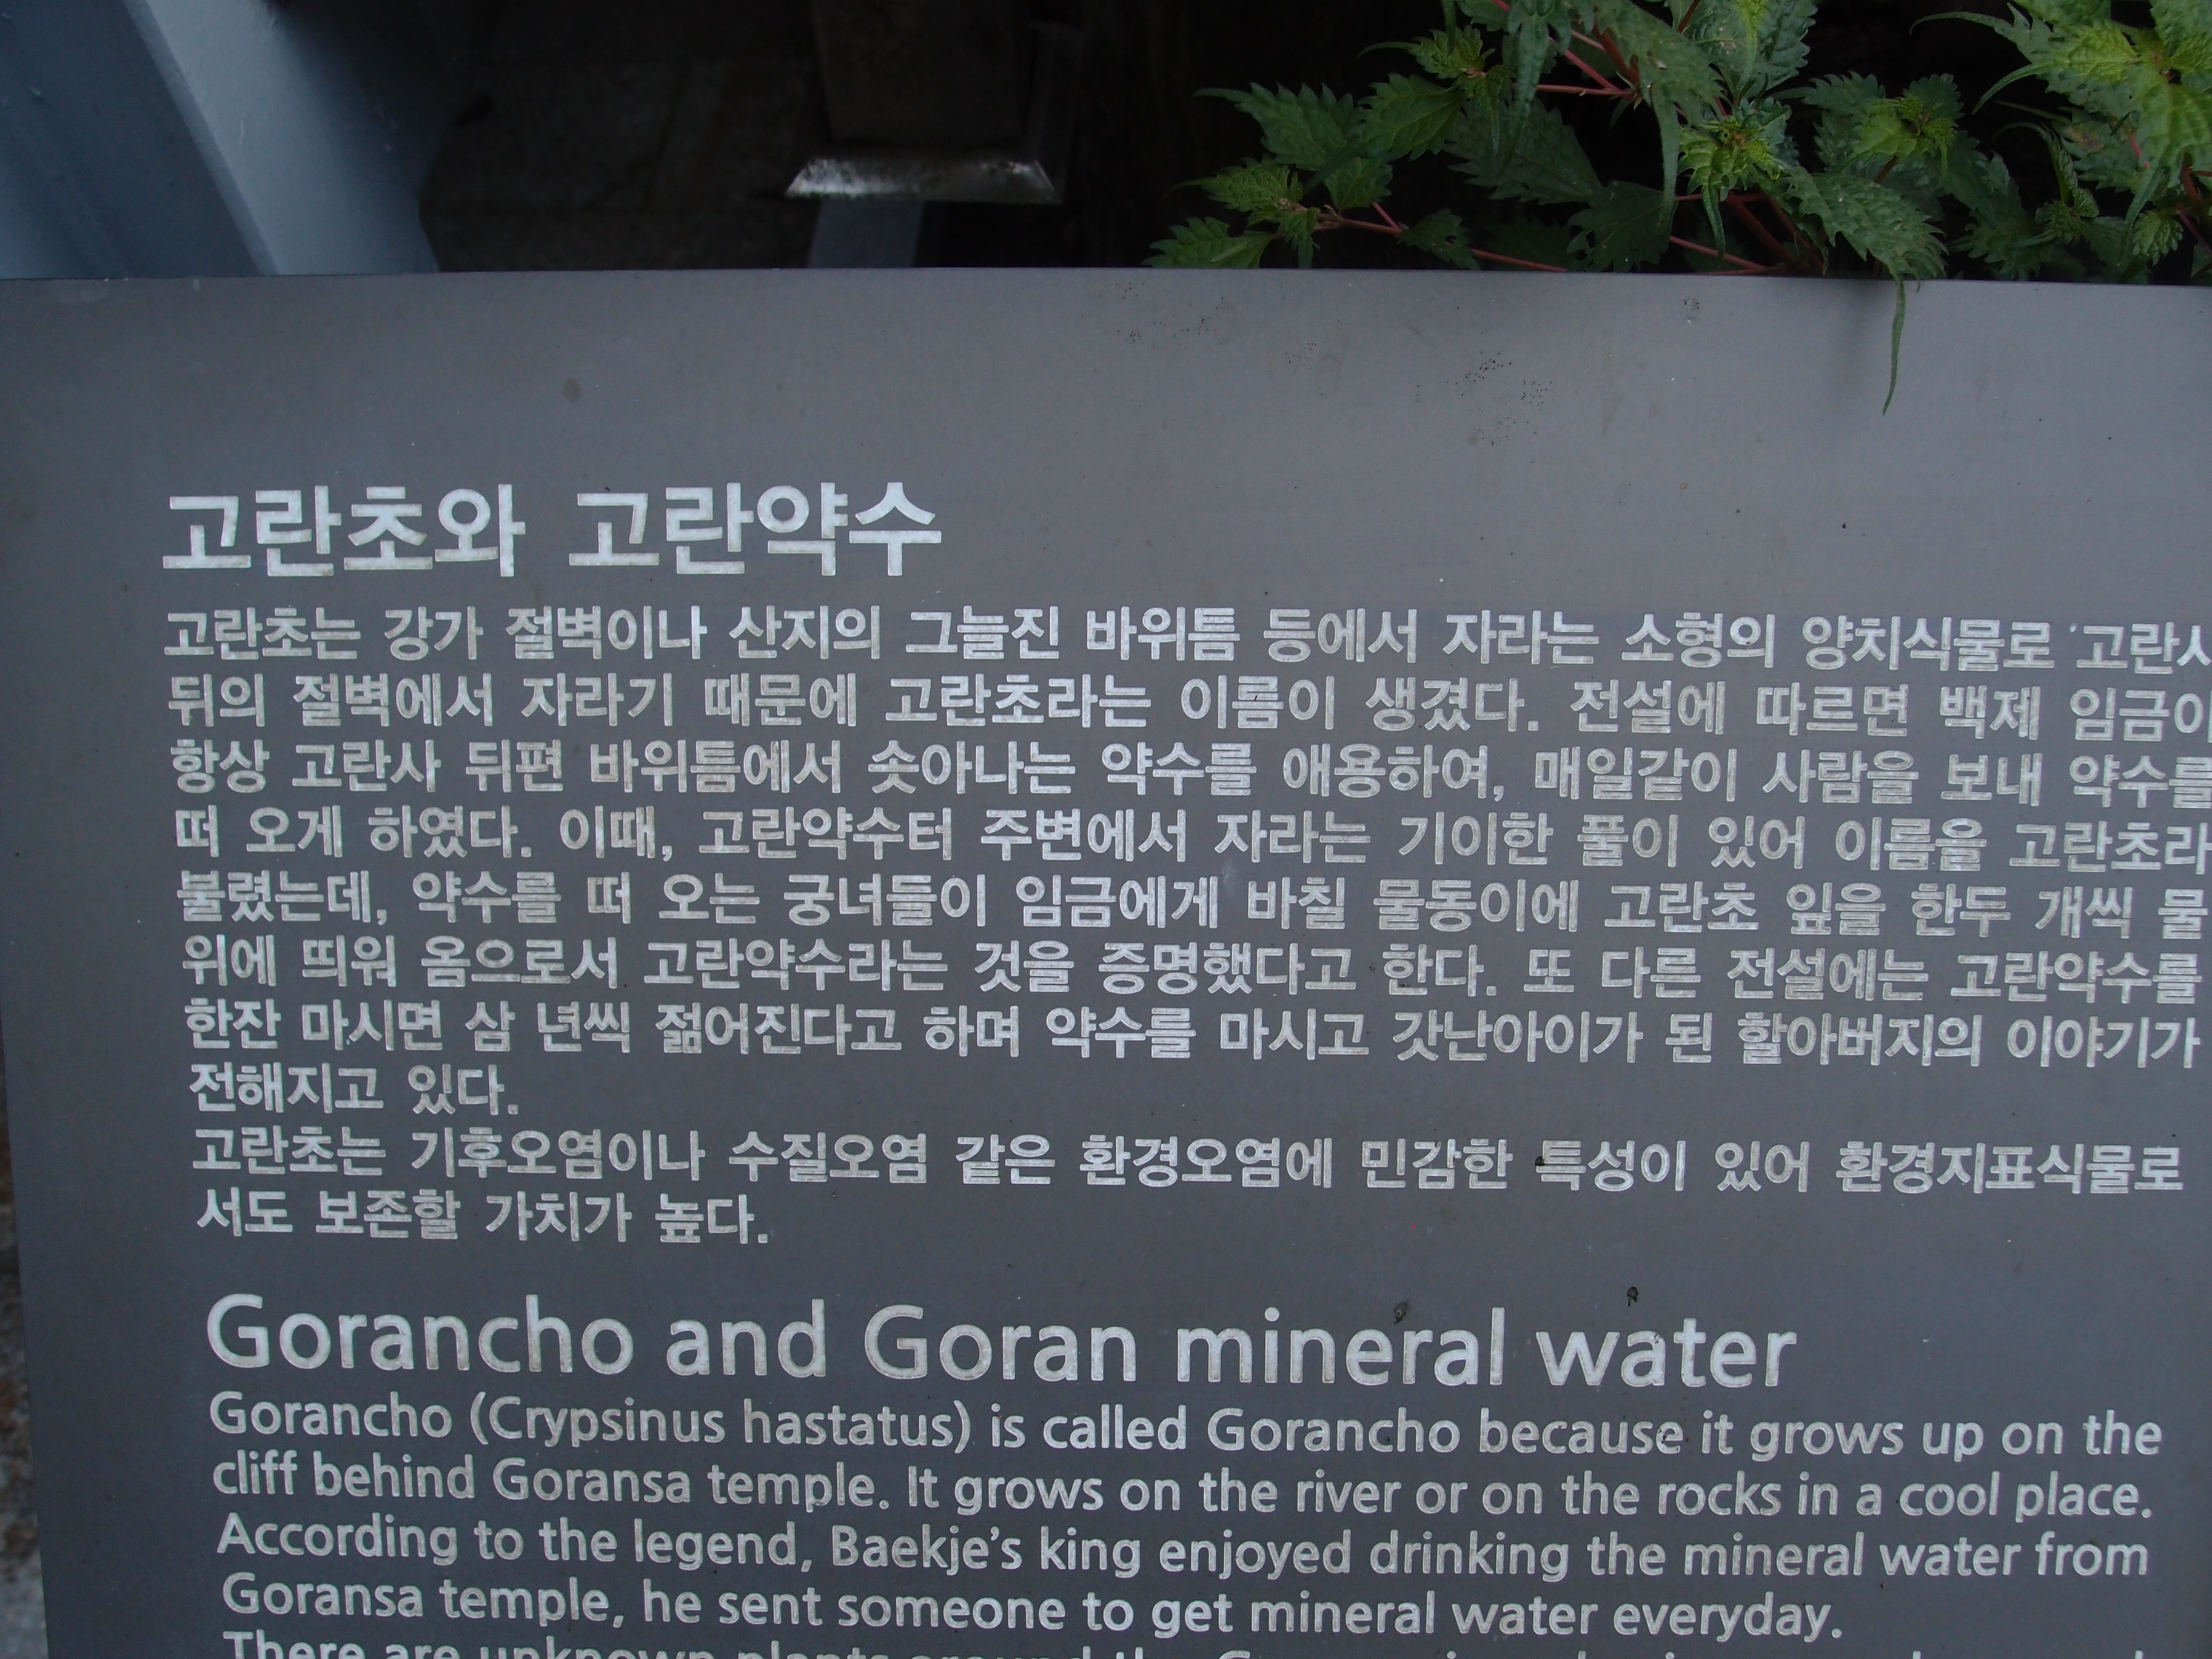 고란초와 고란약수
고란초는 강가 절벽이나 산지의 그늘진 바위틈 등에서 자라는 소형의 양치식물로 고란사
뒤의 절벽에서 자라기 때문에 고란초라는 이름이 생겼다. 전설에 따르면 백제 임금이
항상 고란사 뒤편 바위틈에서 솟아나는 약수를 애용하여, 매일같이 사람을 보내 약수를
떠 오게 하였다. 이때, 고란약수터 주변에서 자라는 기이한 풀이 있어 이름을 고란초라
불렸는데, 약수를 떠 오는 궁녀들이 임금에게 바칠 물동이에 고란초 잎을 한두 개씩 물
위에 띄워 옴으로서 고란약수라는 것을 증명했다고 한다. 또 다른 전설에는 고란약수를
한잔 마시면 삼 년씩 젊어진다고 하며 약수를 마시고 갓난아이가 된 할아버지의 이야기가
전해지고 있다.
고란초는 기후오염이나 수질오염 같은 환경오염에 민감한 특성이 있어 환경지표식물로
서도 보존할 가치가 높다.
Gorancho and Goran mineral water
Gorancho (Crypsinus hastatus) is called Gorancho because it grows up on the
cliff behind Goransa temple. It grows on the river or on the rocks in a cool place.
According to the legend, Baekje's king enjoyed drinking the mineral water from
Goransa temple, he sent someone to get mineral water everyday.
There are unknown plants around the